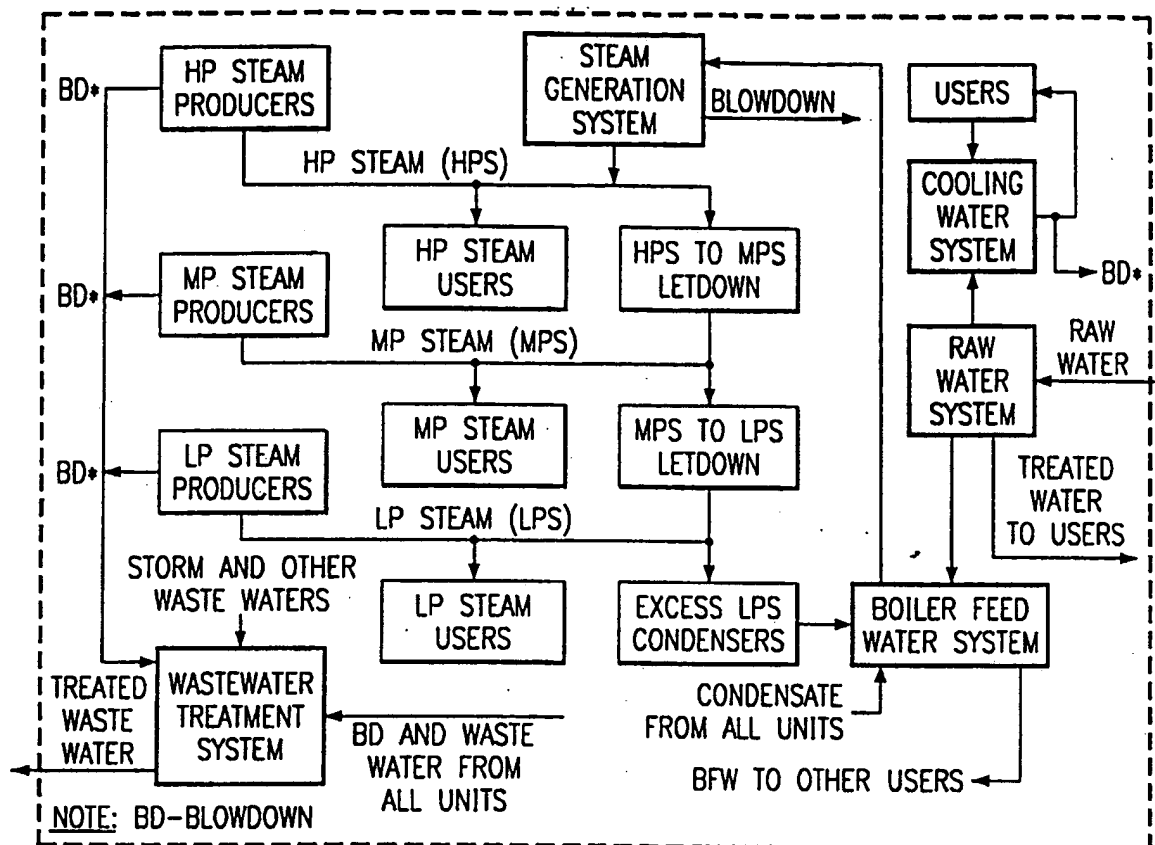 HP STEAM
PRODUCERS
BD*
STEAM
GENERATION
SYSTEM
BLOWDOWN
USERS
HP STEAM (HPS)
COOLING
WATER
SYSTEM
BD*
HP STEAM
USERS
HPS TO MPS
LETDOWN
MP STEAM
PRODUCERS
BD*
MP STEAM (MPS)
RAW
WATER
SYSTEM
RAW
WATER
MP STEAM
USERS
MPS TO LPS
LETDOWN
LP STEAM
PRODUCERS
BD*
TREATED
WATER
TO USERS
LP STEAM (LPS)
STORM AND OTHER
WASTE WATERS
LP STEAM
USERS
EXCESS LPS
CONDENSERS
BOILER FEED
WATER SYSTEM
TREATED
WASTE
WATER
WASTEWATER
TREATMENT
SYSTEM
BD AND WASTE
WATER FROM
ALL UNITS
CONDENSATE
FROM ALL UNITS
BFW TO OTHER USERS
NOTE: BD-BLOWDOWN